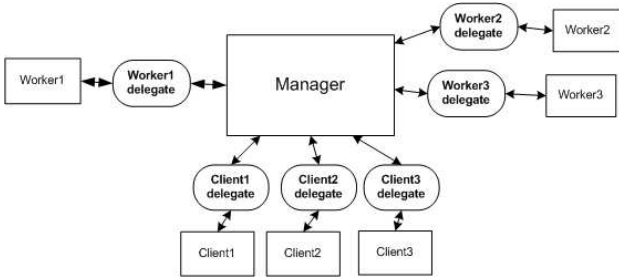 Worker2
delegate
Worker2
Worker1
Worker1
delegate
Manager
Worker3
delegate
Worker3
Client1
delegate
Client2
delegate
Client3
delegate
Client1
Client2
Client3